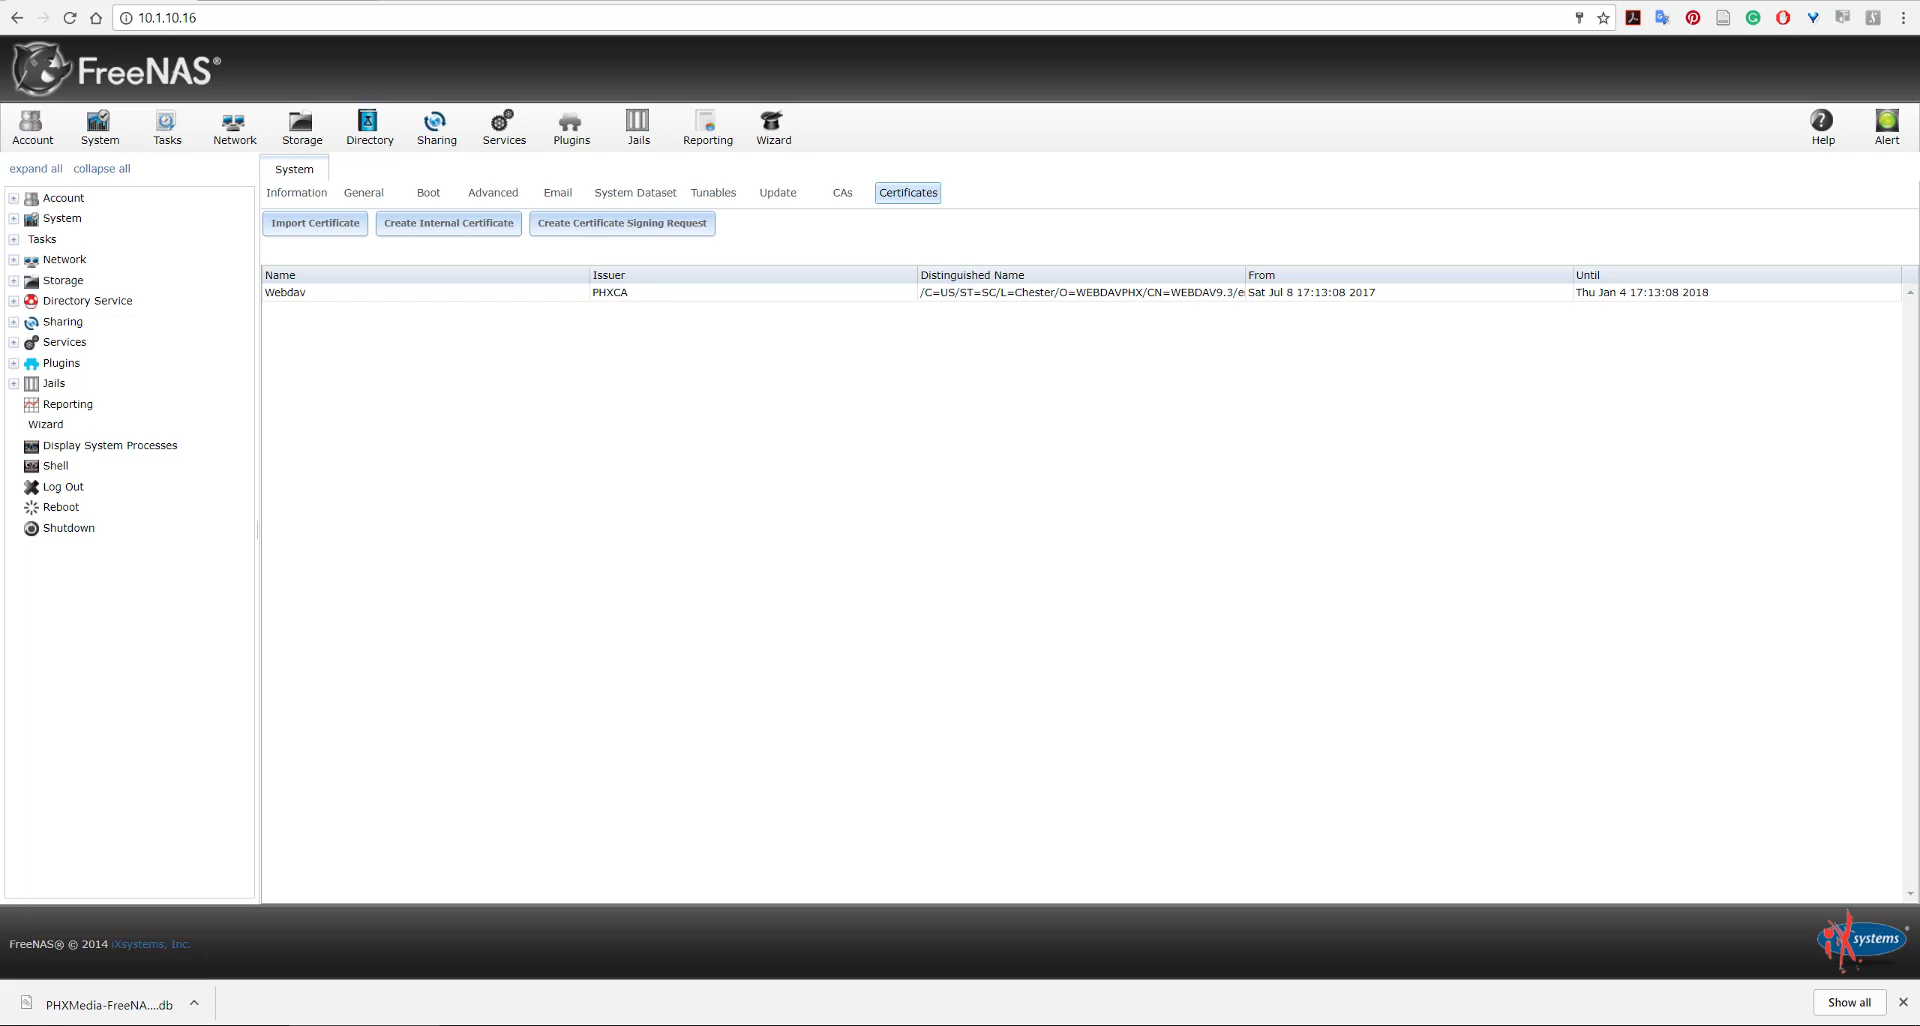 10.1.10.16
FreeNAS®
Account System Tasks Network Storage Directory Sharing Services Plugins Jails Reporting Wizard Help Alert
expand all collapse all
System
Information General Boot Advanced Email System Dataset Tunables Update CAs Certificates
Import Certificate Create Internal Certificate Create Certificate Signing Request
Name Issuer Distinguished Name From Until
Webdav PHXCA /C=US/ST=SC/L=Chester/O=WEBDAVPHX/CN=WEBDAV9.3/e Sat Jul 8 17:13:08 2017 Thu Jan 4 17:13:08 2018
Account
System
Tasks
Network
Storage
Directory Service
Sharing
Services
Plugins
Jails
Reporting
Wizard
Display System Processes
Shell
Log Out
Reboot
Shutdown
FreeNAS® © 2014 iXsystems, Inc.
iXsystems
PHXMedia-FreeNA....db
Show all